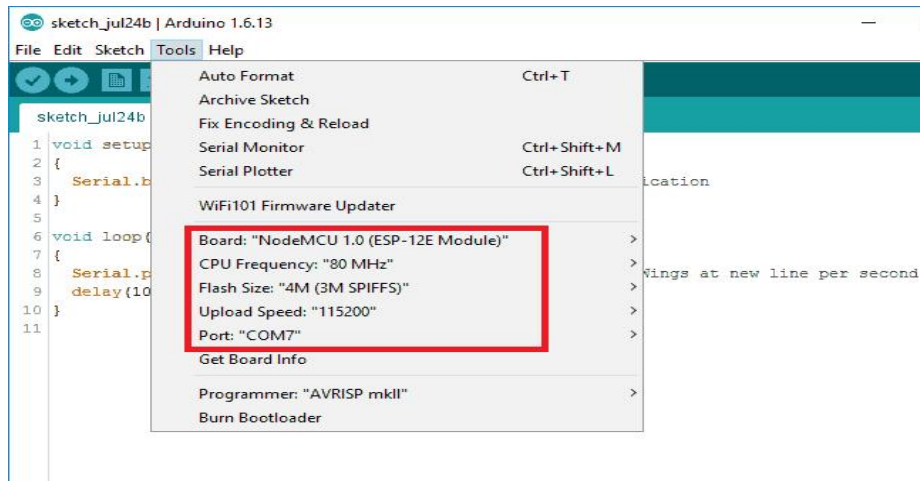 sketch_jul24b | Arduino 1.6.13
File Edit Sketch Tools Help
sketch_jul24b
Auto Format Ctrl+T
Archive Sketch
Fix Encoding & Reload
Serial Monitor Ctrl+Shift+M
Serial Plotter Ctrl+Shift+L
WiFi101 Firmware Updater
Board: "NodeMCU 1.0 (ESP-12E Module)"
CPU Frequency: "80 MHz"
Flash Size: "4M (3M SPIFFS)"
Upload Speed: "115200"
Port: "COM7"
Get Board Info
Programmer: "AVRISP mkII"
Burn Bootloader
1 void setup
2 {
3 Serial.b ication
4 }
5
6 void loop(
7 {
8 Serial.p Wings at new line per second
9 delay(10
10 }
11